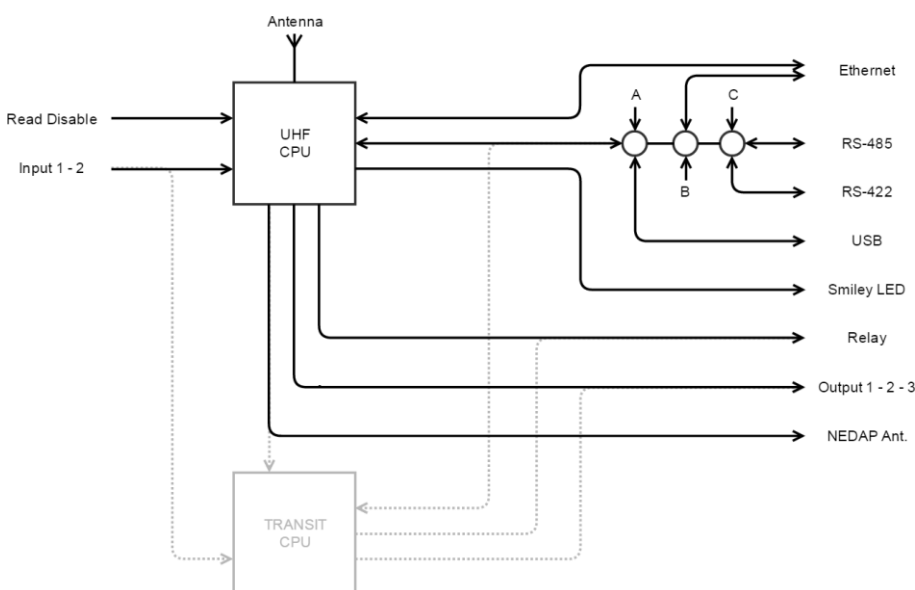 Antenna
Ethernet
A
C
Read Disable
UHF
CPU
RS-485
Input 1 - 2
B
RS-422
USB
Smiley LED
Relay
Output 1 - 2 - 3
NEDAP Ant.
TRANSIT
CPU